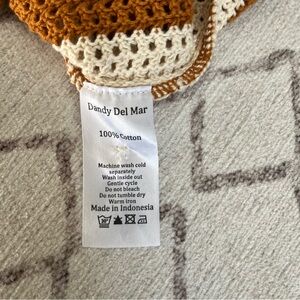 Dandy Del Mar
100% Cotton
Machine wash cold
separately
Wash inside out
Gentle cycle
Do not bleach
Do not tumble dry
Warm iron
Made in Indonesia